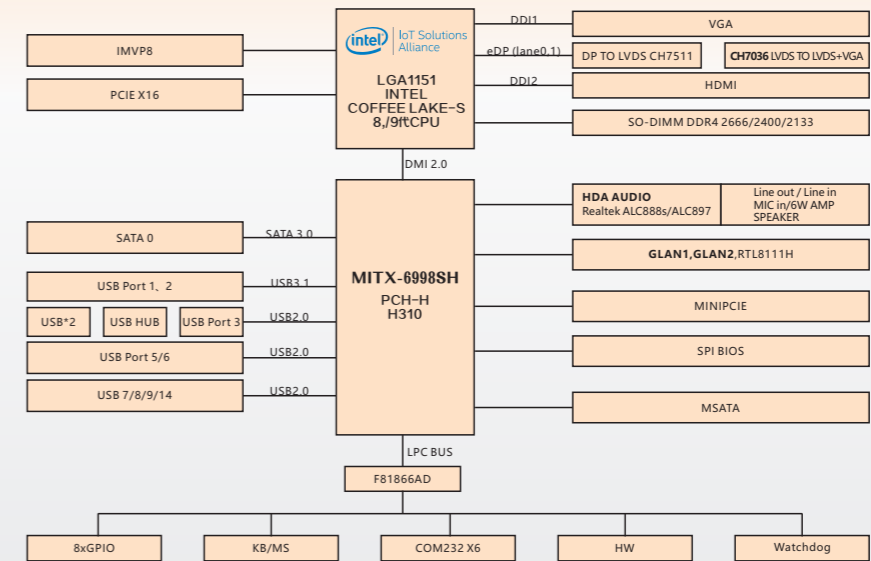 DDI1
VGA
intel
IoT Solutions
Alliance
IMVP8
eDP (lane0,1)
DP TO LVDS CH7511
CH7036 LVDS TO LVDS+VGA
LGA1151
INTEL
COFFEE LAKE-S
8,/9ftCPU
DDI2
HDMI
PCIE X16
SO-DIMM DDR4 2666/2400/2133
DMI 2.0
HDA AUDIO
Realtek ALC888s/ALC897
Line out / Line in
MIC in/6W AMP
SPEAKER
SATA 0
SATA 3.0
GLAN1,GLAN2,RTL8111H
MITX-6998SH
PCH-H
H310
USB Port 1、2
USB3.1
MINIPCIE
USB*2
USB HUB
USB Port 3
USB2.0
USB Port 5/6
USB2.0
SPI BIOS
USB 7/8/9/14
USB2.0
MSATA
LPC BUS
F81866AD
8xGPIO
KB/MS
COM232 X6
HW
Watchdog